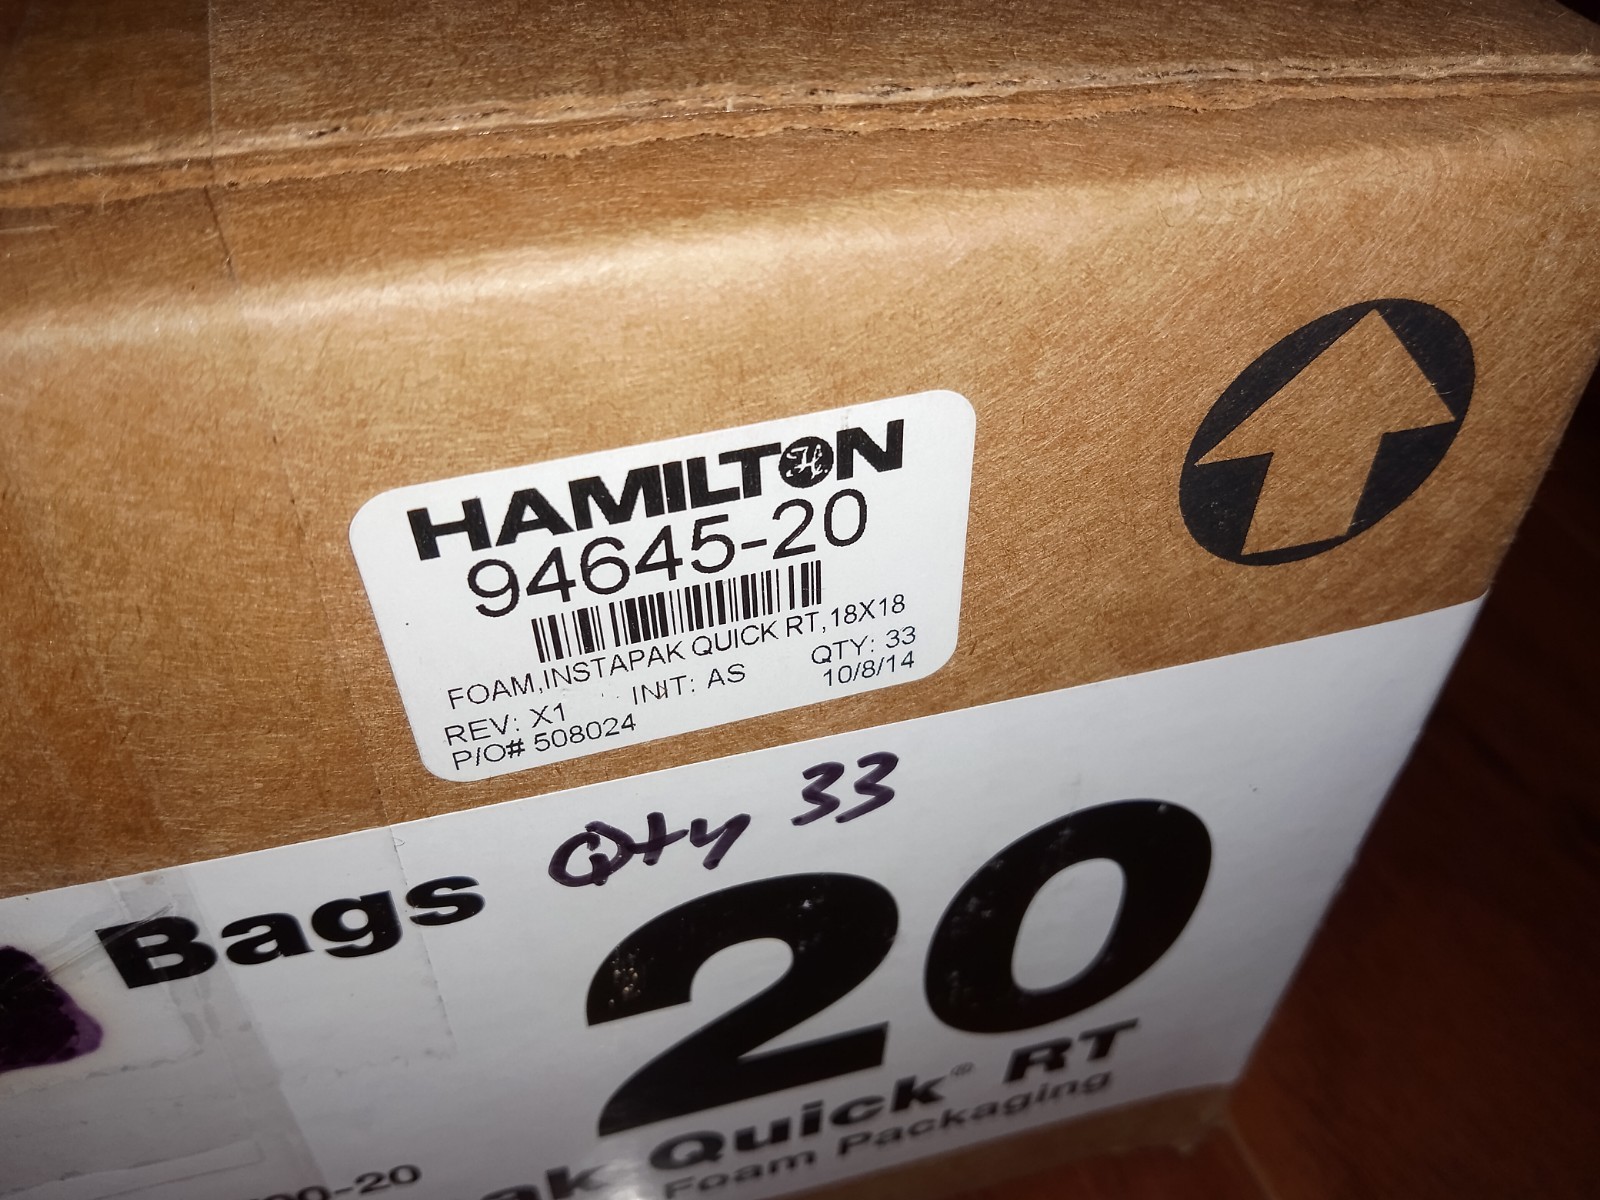 HAMILTON
94645-20
FOAM,INSTAPAK QUICK RT,18X18
REV: X1 INIT: AS QTY: 33
P/O# 508024 10/8/14
Qty 33
Bags 20
Quick® RT
Foam Packaging